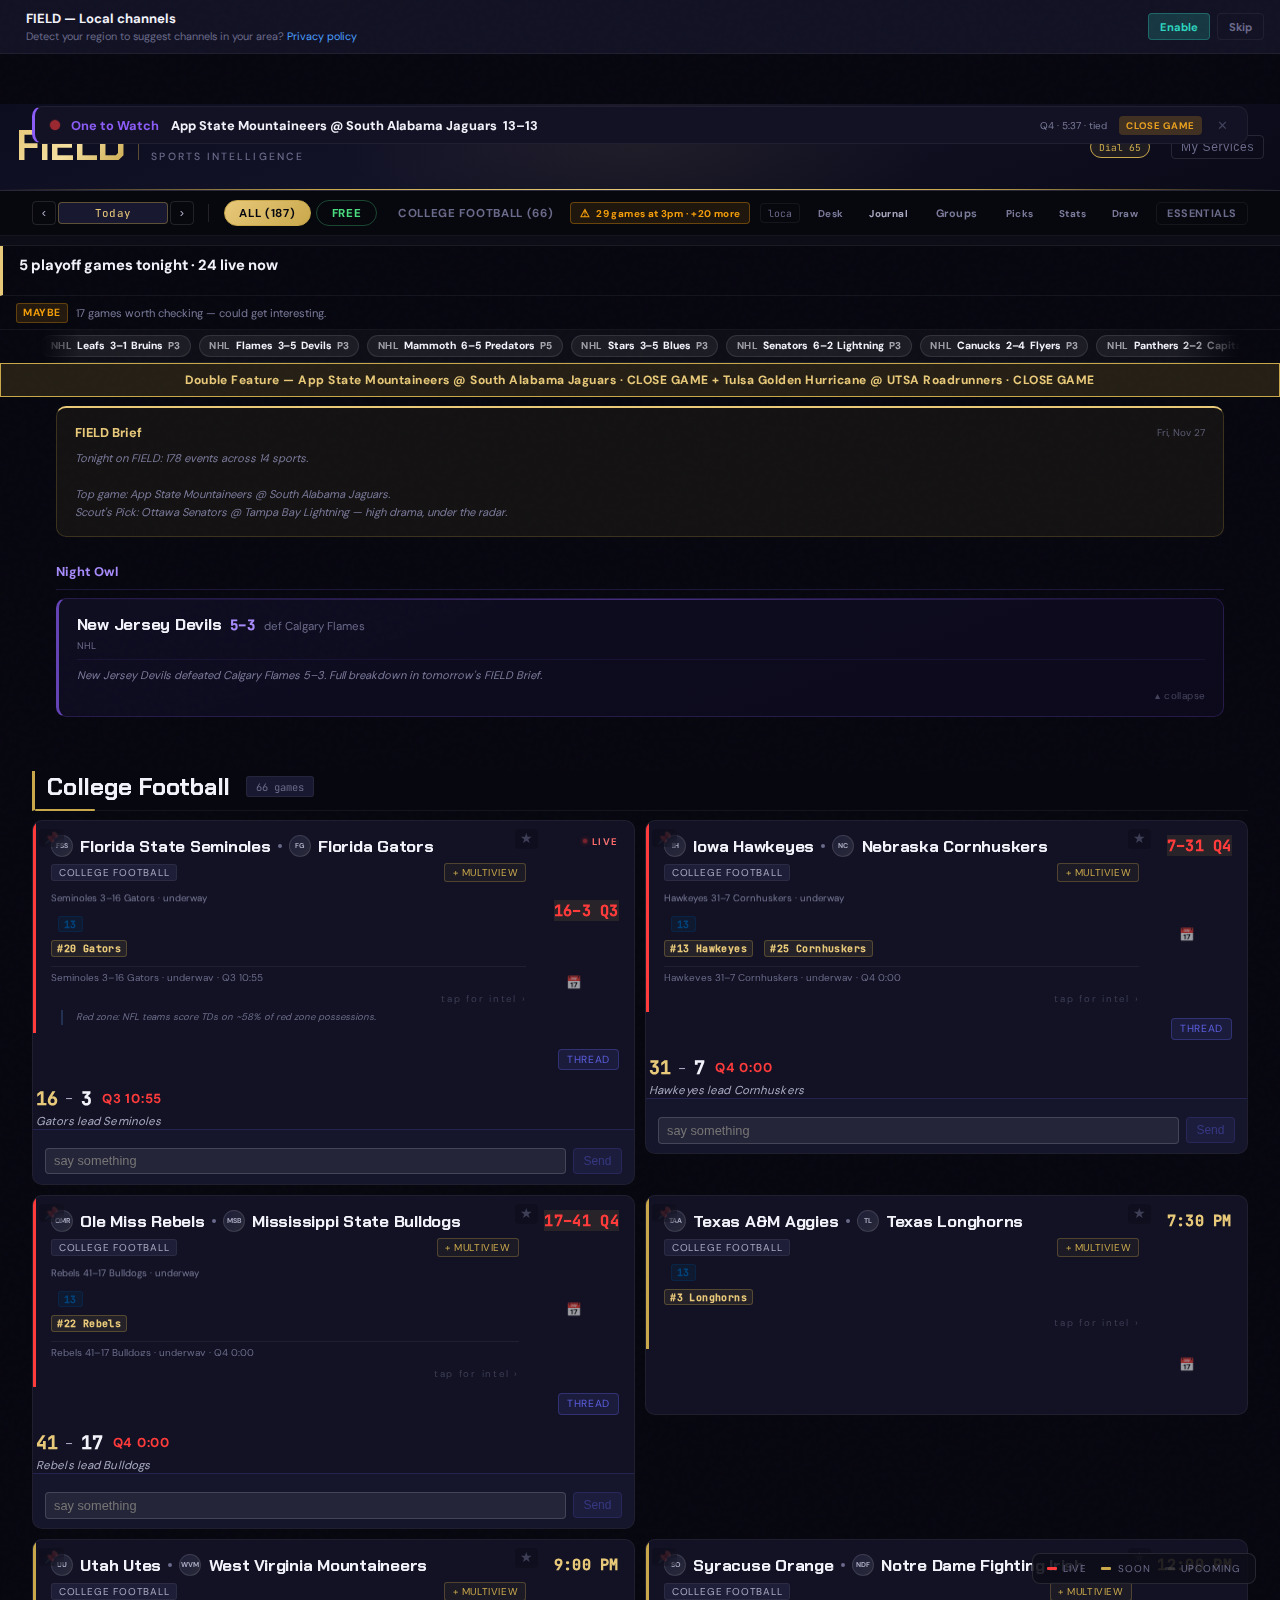 FIELD — Local channels
Detect your region to suggest channels in your area? Privacy policy
Enable
Skip
One to Watch App State Mountaineers @ South Alabama Jaguars 13–13
Q4 · 5:37 · tied CLOSE GAME ×
FIELD SPORTS INTELLIGENCE
Dial 65 My Services
‹ Today › ALL (187) FREE COLLEGE FOOTBALL (66) ⚠ 29 games at 3pm · +20 more loca Desk Journal Groups Picks Stats Draw ESSENTIALS
5 playoff games tonight · 24 live now
MAYBE 17 games worth checking — could get interesting.
NHL Leafs 3–1 Bruins P3 NHL Flames 3–5 Devils P3 NHL Mammoth 6–5 Predators P5 NHL Stars 3–5 Blues P3 NHL Senators 6–2 Lightning P3 NHL Canucks 2–4 Flyers P3 NHL Panthers 2–2 Capit
Double Feature — App State Mountaineers @ South Alabama Jaguars · CLOSE GAME + Tulsa Golden Hurricane @ UTSA Roadrunners · CLOSE GAME
FIELD Brief
Fri, Nov 27
Tonight on FIELD: 178 events across 14 sports.
Top game: App State Mountaineers @ South Alabama Jaguars.
Scout's Pick: Ottawa Senators @ Tampa Bay Lightning — high drama, under the radar.
Night Owl
New Jersey Devils 5–3 def Calgary Flames
NHL
New Jersey Devils defeated Calgary Flames 5–3. Full breakdown in tomorrow's FIELD Brief.
▴ collapse
College Football 66 games
Florida State Seminoles • FG Florida Gators ★ LIVE
COLLEGE FOOTBALL + MULTIVIEW
Seminoles 3–16 Gators · underway
16–3 Q3
13
#20 Gators
Seminoles 3–16 Gators · underway · Q3 10:55
tap for intel ›
Red zone: NFL teams score TDs on ~58% of red zone possessions.
THREAD
16 – 3 Q3 10:55
Gators lead Seminoles
say something Send
Iowa Hawkeyes • NC Nebraska Cornhuskers ★ 7–31 Q4
COLLEGE FOOTBALL + MULTIVIEW
Hawkeyes 31–7 Cornhuskers · underway
13
#13 Hawkeyes #25 Cornhuskers
Hawkeyes 31–7 Cornhuskers · underway · Q4 0:00
tap for intel ›
THREAD
31 – 7 Q4 0:00
Hawkeyes lead Cornhuskers
say something Send
Ole Miss Rebels • MSB Mississippi State Bulldogs ★ 17–41 Q4
COLLEGE FOOTBALL + MULTIVIEW
Rebels 41–17 Bulldogs · underway
13
#22 Rebels
Rebels 41–17 Bulldogs · underway · Q4 0:00
tap for intel ›
THREAD
41 – 17 Q4 0:00
Rebels lead Bulldogs
say something Send
Texas A&M Aggies • TL Texas Longhorns ★ 7:30 PM
COLLEGE FOOTBALL + MULTIVIEW
13
#3 Longhorns
tap for intel ›
Utah Utes • WVM West Virginia Mountaineers ★ 9:00 PM
COLLEGE FOOTBALL + MULTIVIEW
Syracuse Orange • NDF Notre Dame Fighting Irish 12:00 PM
COLLEGE FOOTBALL + MULTIVIEW
LIVE SOON UPCOMING